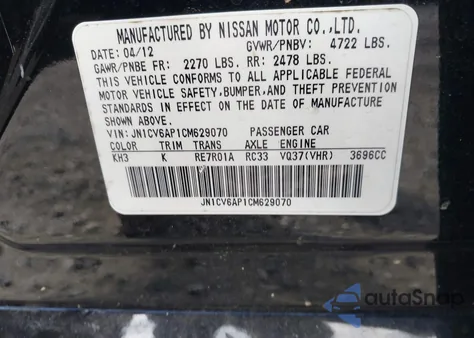 MANUFACTURED BY NISSAN MOTOR CO.,LTD.
DATE: 04/12 GVWR/PNBV: 4722 LBS.
GAWR/PNBE FR: 2270 LBS. RR: 2478 LBS.
THIS VEHICLE CONFORMS TO ALL APPLICABLE FEDERAL
MOTOR VEHICLE SAFETY,BUMPER,AND THEFT PREVENTION
STANDARDS IN EFFECT ON THE DATE OF MANUFACTURE
SHOWN ABOVE.
VIN: JN1CV6AP1CM629070 PASSENGER CAR
COLOR TRIM TRANS AXLE ENGINE
KH3 K RE7R01A RC33 VQ37(VHR) 3696CC
JN1CV6AP1CM629070
autoSnap